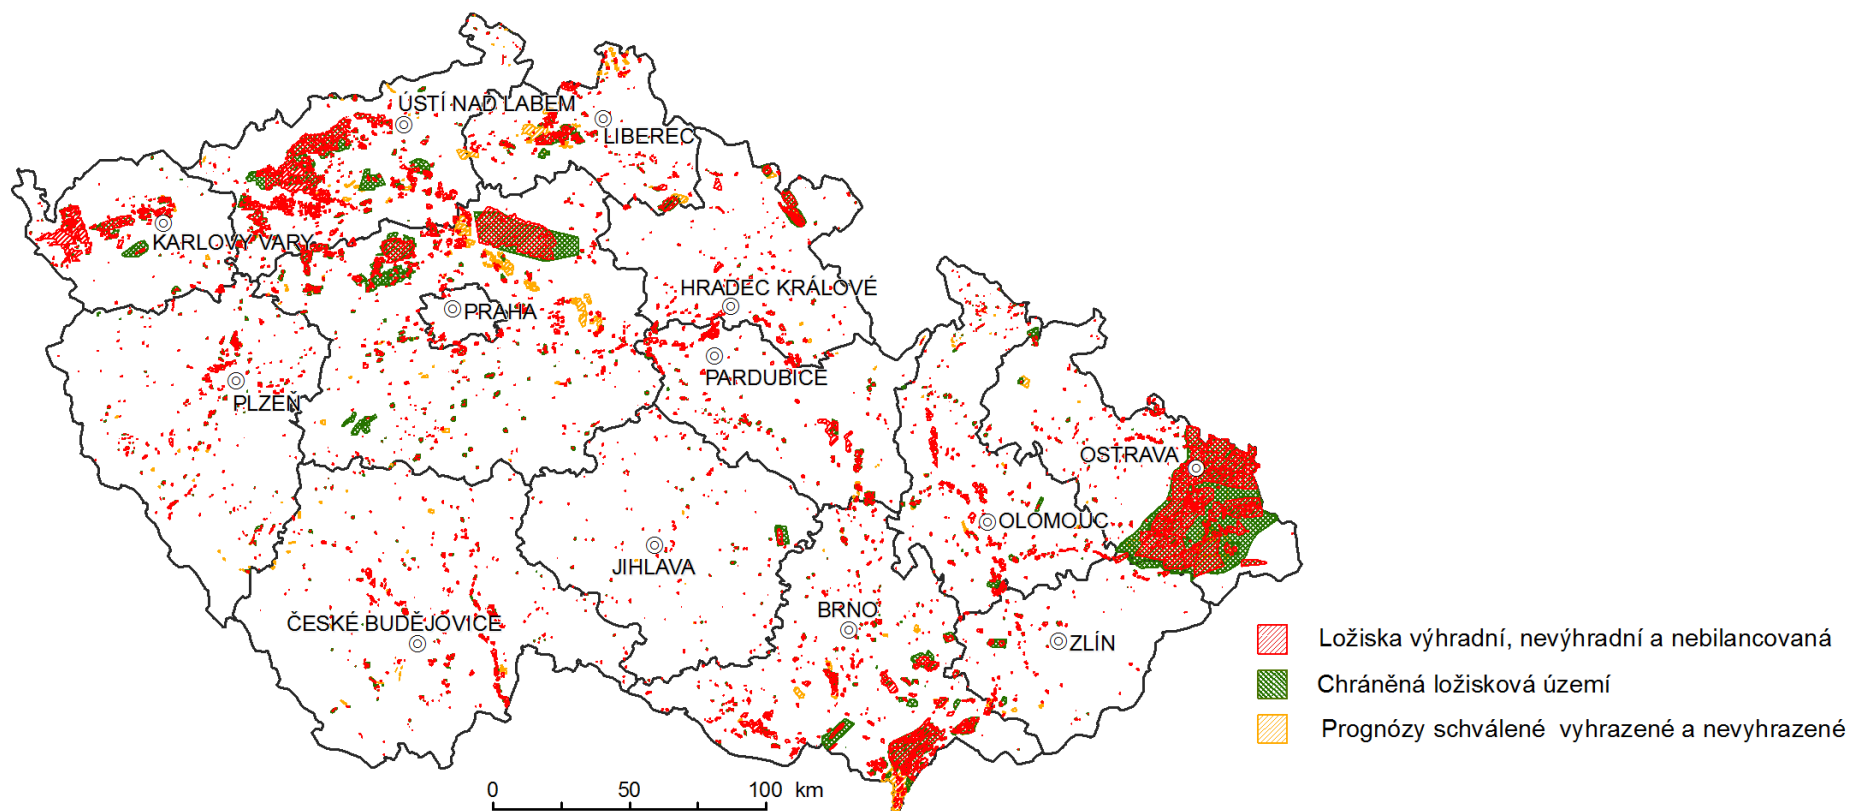 ÚSTÍ NAD LABEM
LIBEREC
KARLOVY VARY
HRADEC KRÁLOVÉ
PRAHA
PARDUBICE
PLZEŇ
OSTRAVA
OLOMOUC
JIHLAVA
BRNO
ČESKÉ BUDĚJOVICE
ZLÍN
Ložiska výhradní, nevýhradní a nebilancovaná
Chráněná ložisková území
Prognózy schválené vyhrazené a nevyhrazené
0 50 100 km